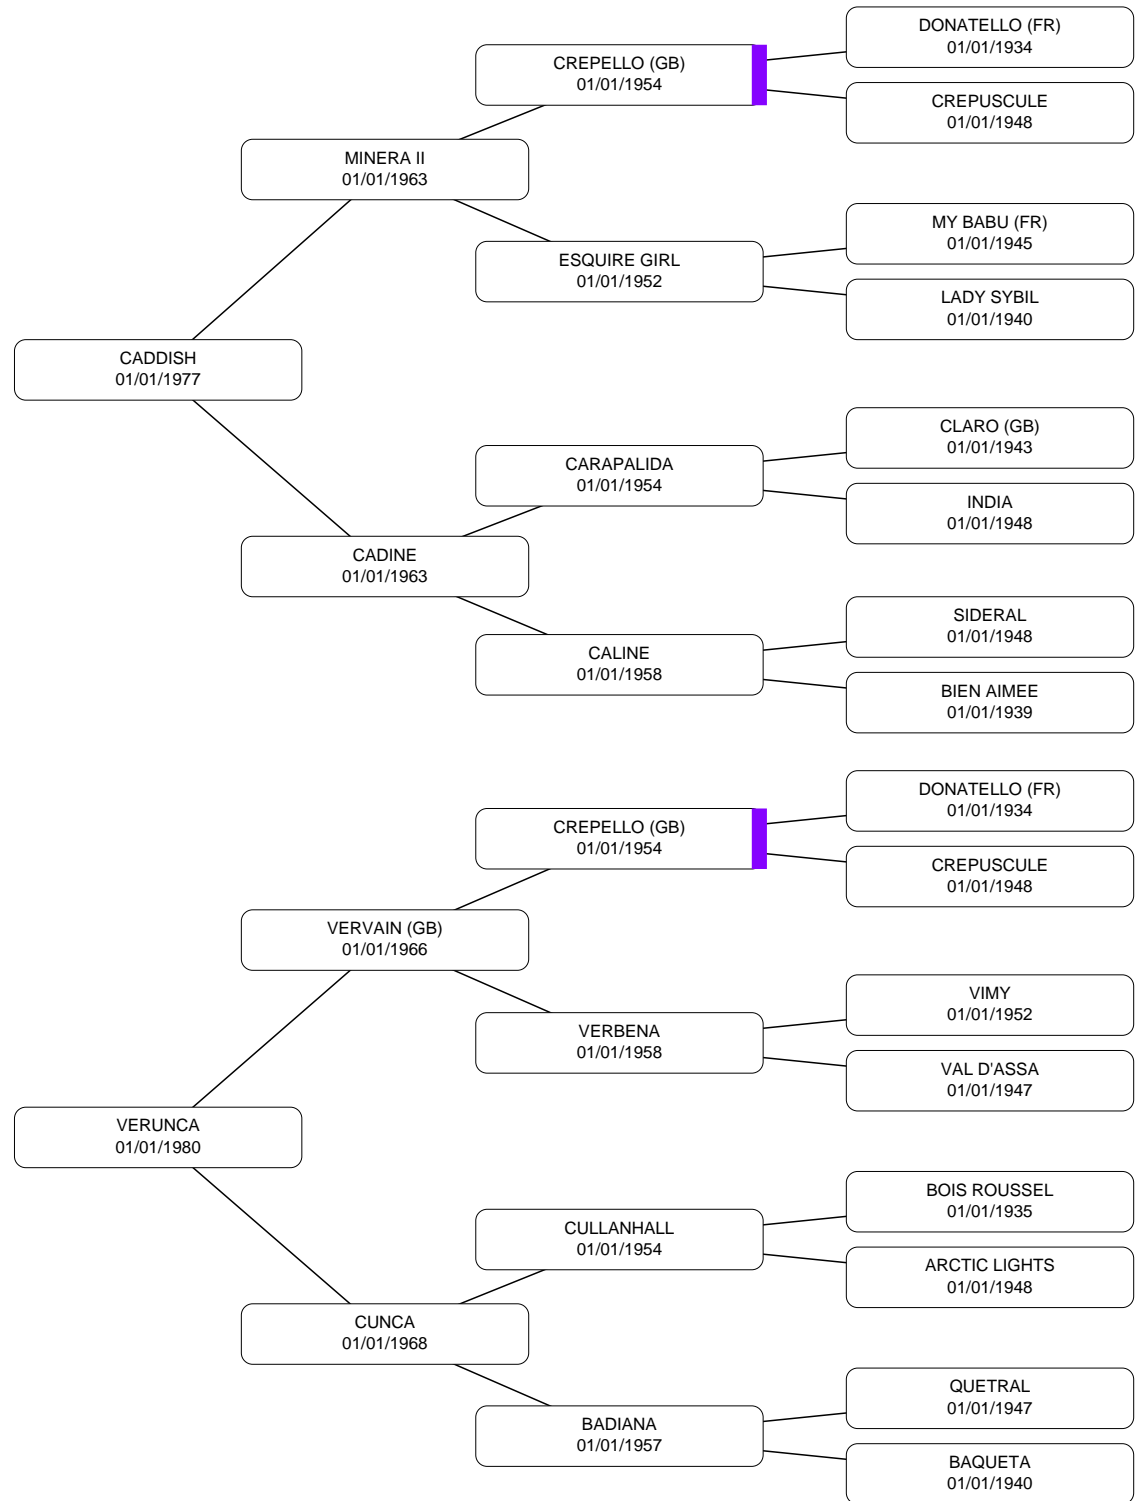 DONATELLO (FR)
01/01/1934
CREPELLO (GB)
01/01/1954
CREPUSCULE
01/01/1948
MINERA II
01/01/1963
MY BABU (FR)
01/01/1945
ESQUIRE GIRL
01/01/1952
LADY SYBIL
01/01/1940
CADDISH
01/01/1977
CLARO (GB)
01/01/1943
CARAPALIDA
01/01/1954
INDIA
01/01/1948
CADINE
01/01/1963
SIDERAL
01/01/1948
CALINE
01/01/1958
BIEN AIMEE
01/01/1939
DONATELLO (FR)
01/01/1934
CREPELLO (GB)
01/01/1954
CREPUSCULE
01/01/1948
VERVAIN (GB)
01/01/1966
VIMY
01/01/1952
VERBENA
01/01/1958
VAL D'ASSA
01/01/1947
VERUNCA
01/01/1980
BOIS ROUSSEL
01/01/1935
CULLANHALL
01/01/1954
ARCTIC LIGHTS
01/01/1948
CUNCA
01/01/1968
QUETRAL
01/01/1947
BADIANA
01/01/1957
BAQUETA
01/01/1940